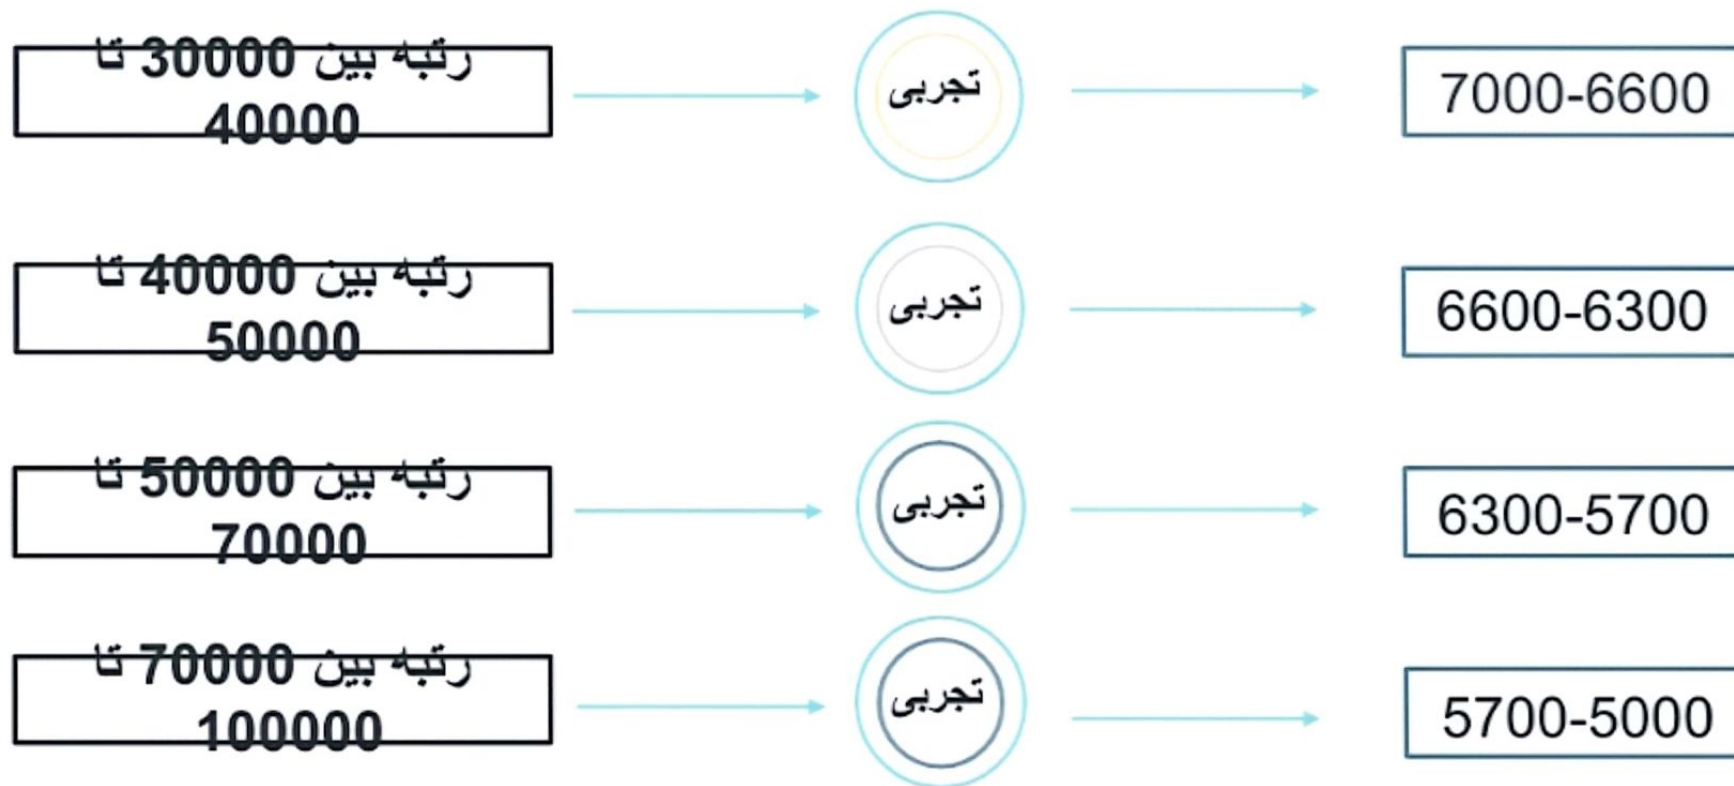 رتبه بین 30000 تا
40000
تجربی
7000-6600
رتبه بین 40000 تا
50000
تجربی
6600-6300
رتبه بین 50000 تا
70000
تجربی
6300-5700
رتبه بین 70000 تا
100000
تجربی
5700-5000